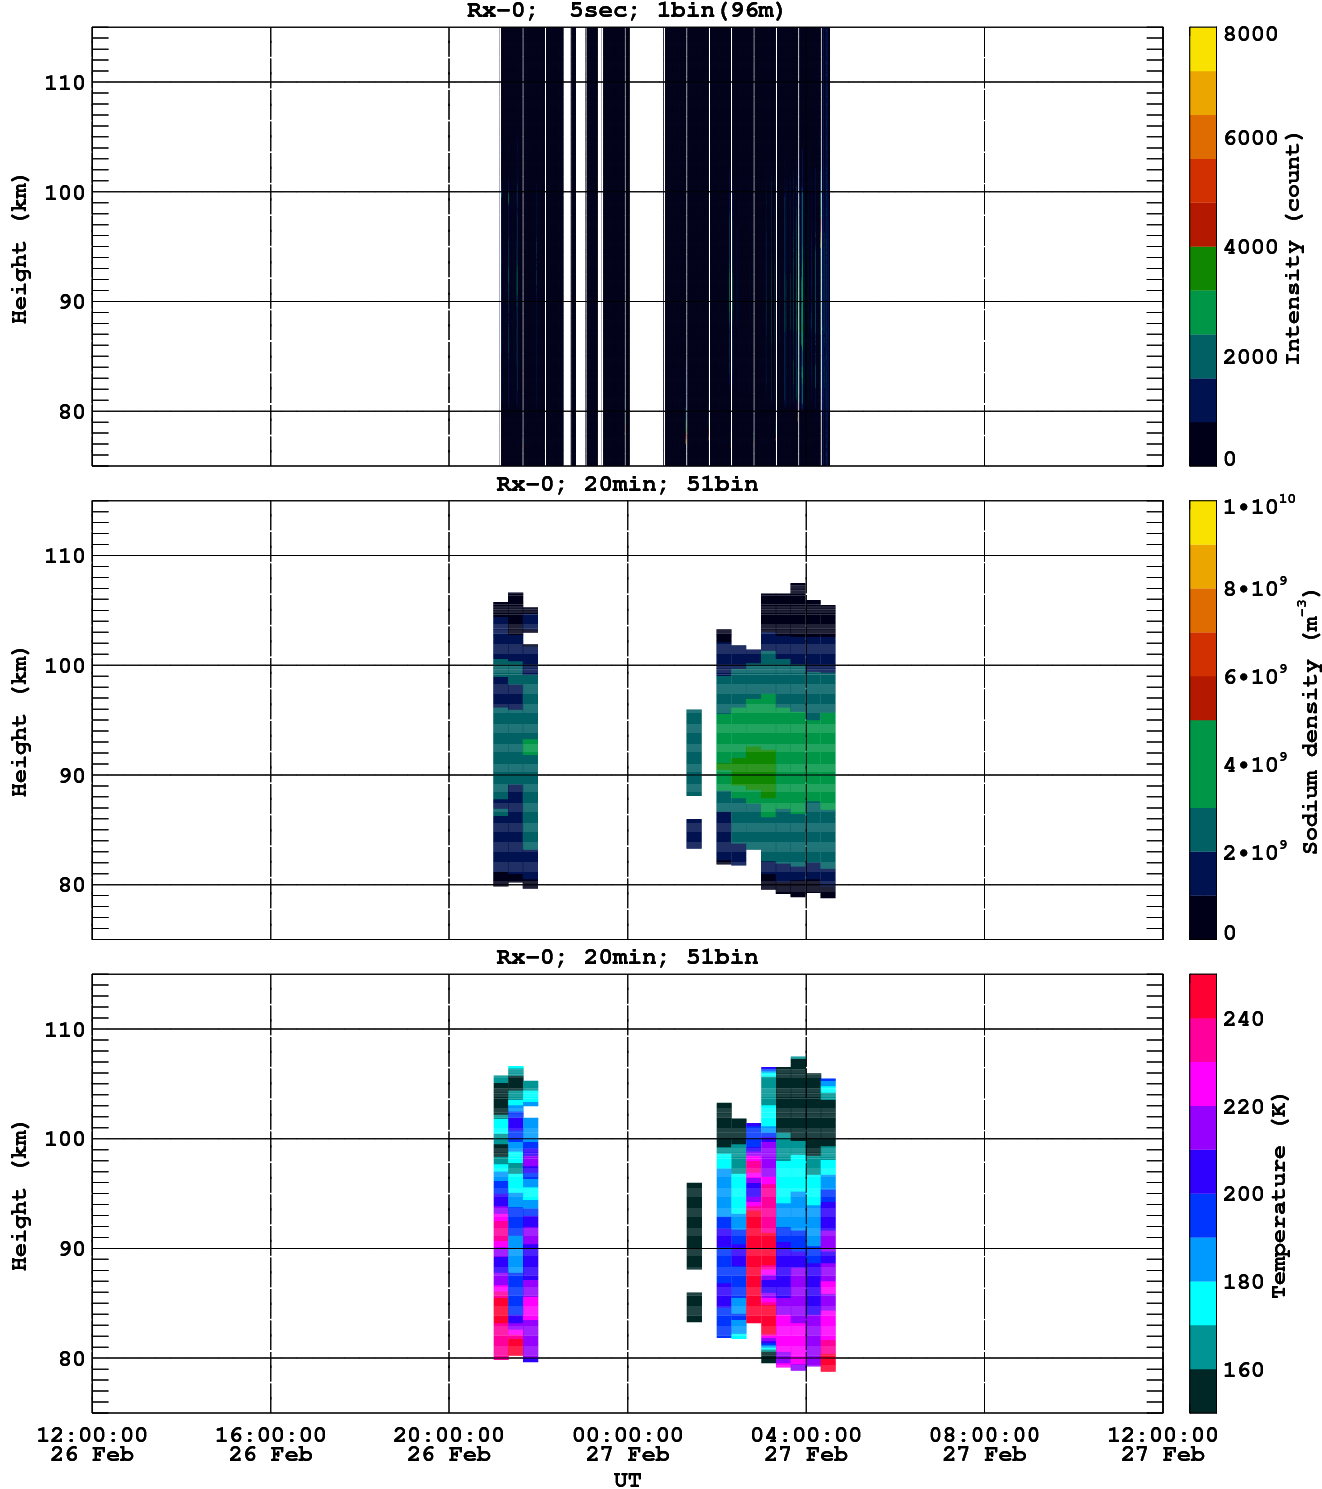 Rx-0;  5sec; 1bin(96m)
110
100
90
80
Height (km)
8000
6000
4000
2000
0
Intensity (count)
Rx-0; 20min; 51bin
110
100
90
80
Height (km)
1•10¹⁰
8•10⁹
6•10⁹
4•10⁹
2•10⁹
0
Sodium density (m⁻³)
Rx-0; 20min; 51bin
110
100
90
80
Height (km)
240
220
200
180
160
Temperature (K)
12:00:00 16:00:00 20:00:00 00:00:00 04:00:00 08:00:00 12:00:00
26 Feb 26 Feb 26 Feb 27 Feb 27 Feb 27 Feb 27 Feb
UT